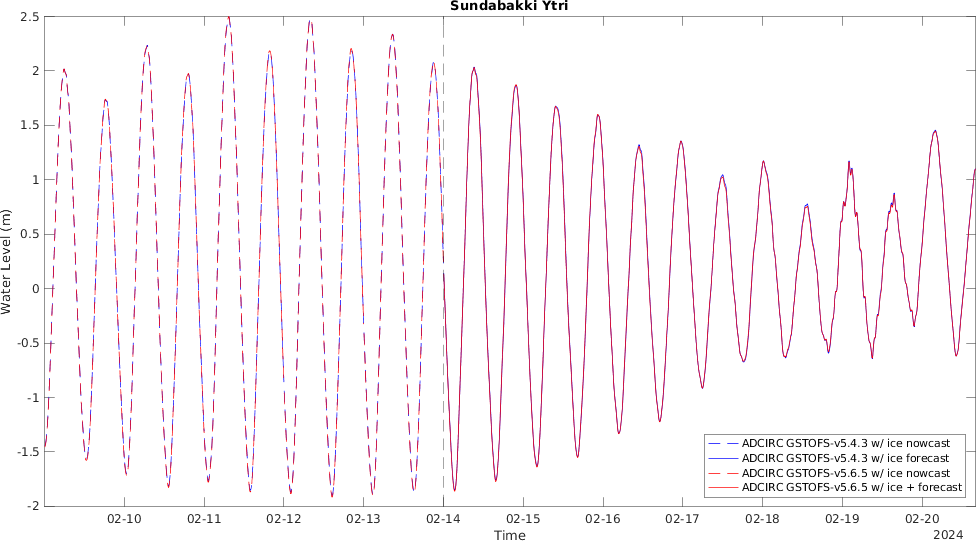 Sundabakki Ytri
2.5
2
1.5
1
0.5
0
-0.5
-1
-1.5
-2
Water Level (m)
ADCIRC GSTOFS-v5.4.3 w/ ice nowcast
ADCIRC GSTOFS-v5.4.3 w/ ice forecast
ADCIRC GSTOFS-v5.6.5 w/ ice nowcast
ADCIRC GSTOFS-v5.6.5 w/ ice + forecast
02-10 02-11 02-12 02-13 02-14 02-15 02-16 02-17 02-18 02-19 02-20
Time
2024